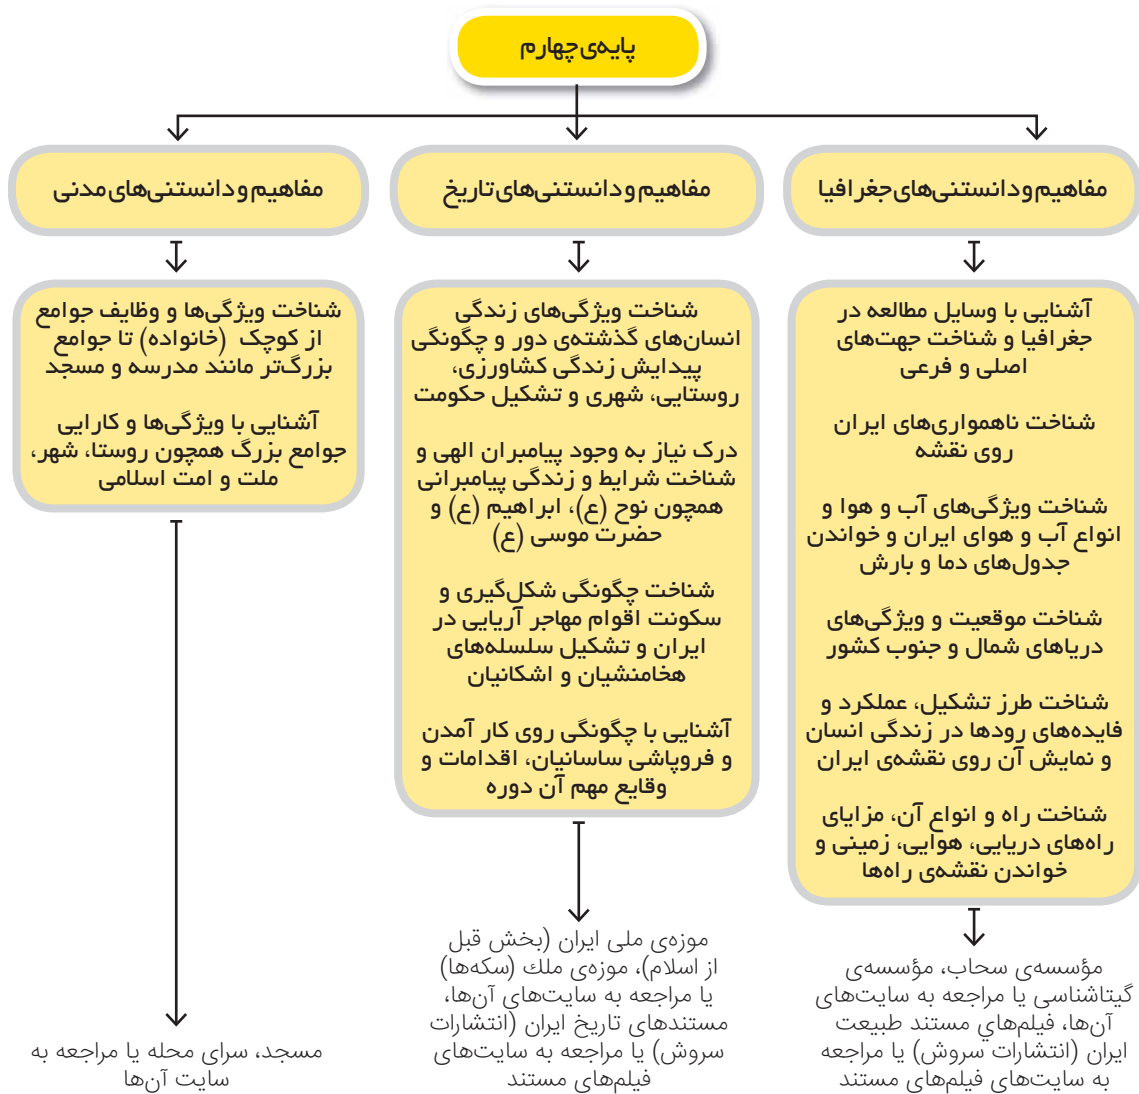 پایه‌ی چهارم
مفاهیم و دانستنی‌های جغرافیا
آشنایی با وسایل مطالعه در
جغرافیا و شناخت جهت‌های
اصلی و فرعی
شناخت ناهمواری‌های ایران
روی نقشه
شناخت ویژگی‌های آب و هوا و
انواع آب و هوای ایران و خواندن
جدول‌های دما و بارش
شناخت موقعیت و ویژگی‌های
دریاهای شمال و جنوب کشور
شناخت طرز تشکیل، عملکرد و
فایده‌های رودها در زندگی انسان
و نمایش آن روی نقشه‌ی ایران
شناخت راه و انواع آن، مزایای
راه‌های دریایی، هوایی، زمینی و
خواندن نقشه‌ی راه‌ها
مؤسسه‌ی سحاب، مؤسسه‌ی
گیتاشناسی یا مراجعه به سایت‌های
آن‌ها، فیلم‌هاي مستند طبیعت
ایران (انتشارات سروش) یا مراجعه
به سایت‌های فیلم‌های مستند
مفاهیم و دانستنی‌های تاریخ
شناخت ویژگی‌های زندگی
انسان‌های گذشته‌ی دور و چگونگی
پیدایش زندگی کشاورزی،
روستایی، شهری و تشکیل حکومت
درک نیاز به وجود پیامبران الهی و
شناخت شرایط و زندگی پیامبرانی
همچون نوح (ع)، ابراهیم (ع) و
حضرت موسی (ع)
شناخت چگونگی شکل‌گیری و
سکونت اقوام مهاجر آریایی در
ایران و تشکیل سلسله‌های
هخامنشیان و اشکانیان
آشنایی با چگونگی روی کار آمدن
و فروپاشی ساسانیان، اقدامات و
وقایع مهم آن دوره
موزه‌ی ملی ایران (بخش قبل
از اسلام)، موزه‌ی ملك (سکه‌ها)
یا مراجعه به سایت‌های آن‌ها،
مستندهای تاریخ ایران (انتشارات
سروش) یا مراجعه به سایت‌های
فیلم‌های مستند
مفاهیم و دانستنی‌های مدنی
شناخت ویژگی‌ها و وظایف جوامع
از کوچک (خانواده) تا جوامع
بزرگ‌تر مانند مدرسه و مسجد
آشنایی با ویژگی‌ها و کارایی
جوامع بزرگ همچون روستا، شهر،
ملت و امت اسلامی
مسجد، سرای محله یا مراجعه به
سایت آن‌ها